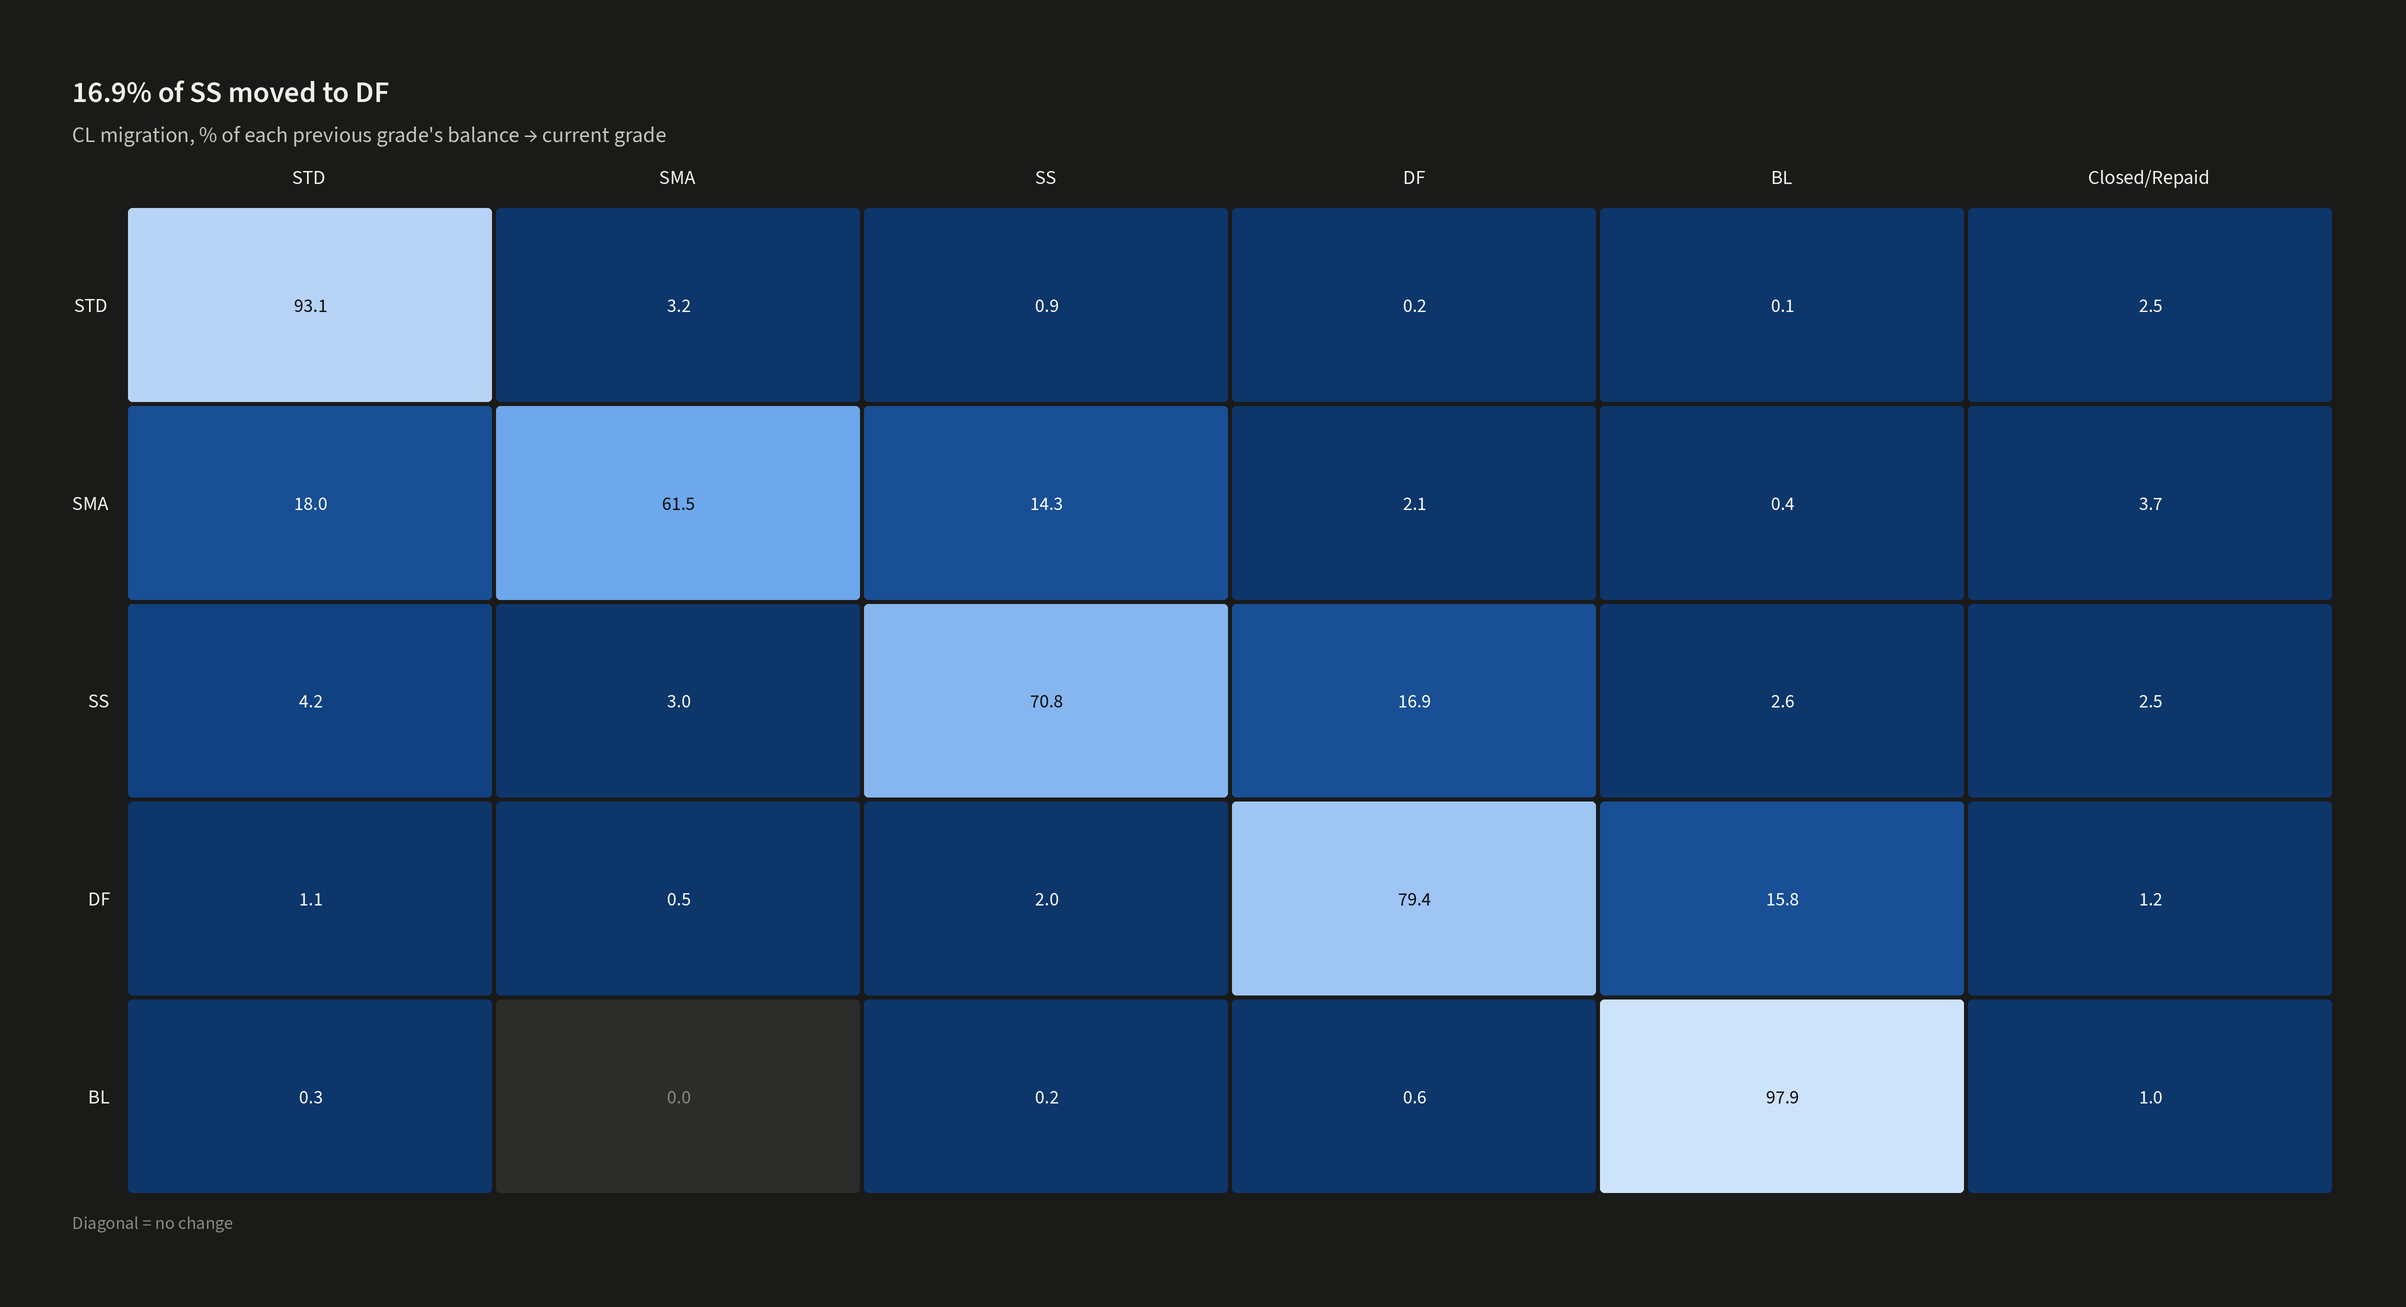 16.9% of SS moved to DF
CL migration, % of each previous grade's balance → current grade
STD SMA SS DF BL Closed/Repaid
STD 93.1 3.2 0.9 0.2 0.1 2.5
SMA 18.0 61.5 14.3 2.1 0.4 3.7
SS 4.2 3.0 70.8 16.9 2.6 2.5
DF 1.1 0.5 2.0 79.4 15.8 1.2
BL 0.3 0.0 0.2 0.6 97.9 1.0
Diagonal = no change